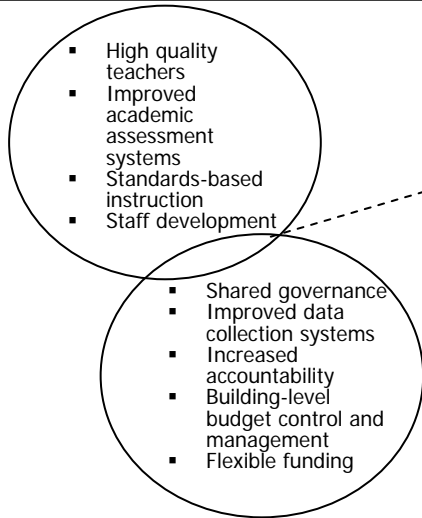 ▪ High quality
teachers
▪ Improved
academic
assessment
systems
▪ Standards-based
instruction
▪ Staff development
▪ Shared governance
▪ Improved data
collection systems
▪ Increased
accountability
▪ Building-level
budget control and
management
▪ Flexible funding